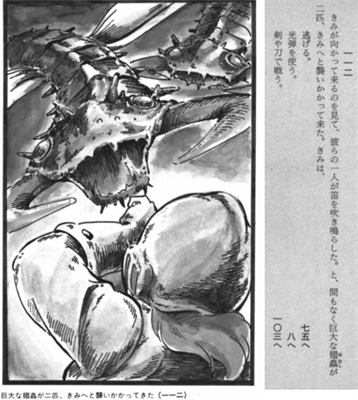 一一二
きみが向かって来るのを見て、彼らの一人が笛を吹き鳴らした。と、間もなく巨大な翅蟲が
はむし
二匹、きみへと襲いかかって来た。きみは、
逃げる。
七五へ
光弾を使う。
八へ
剣や刀で戦う。
一〇三へ
巨大な翅蟲が二匹、きみへと襲いかかってきた（一一二）